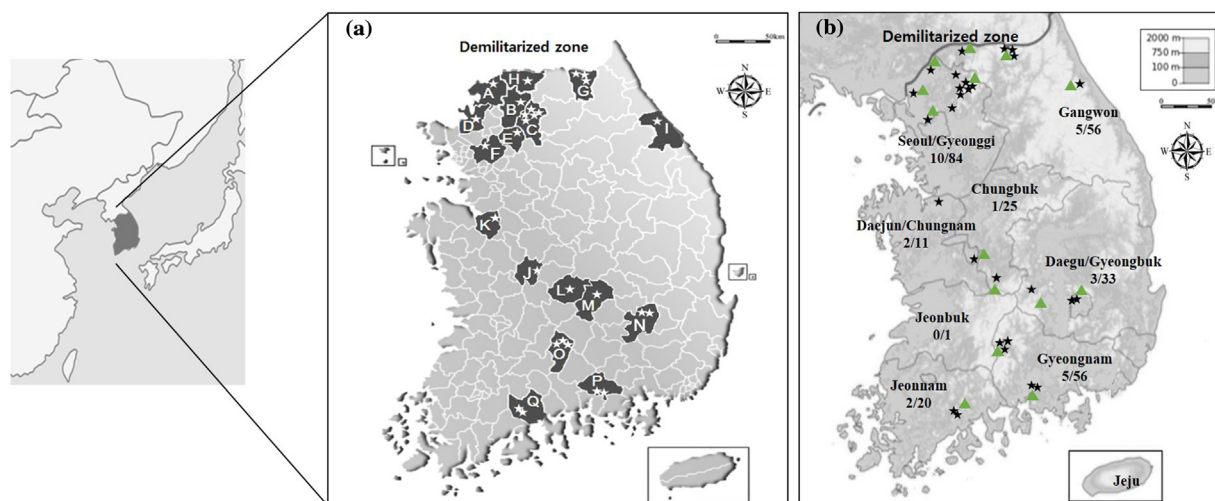 (a)
0 50km
Demilitarized zone
N
W E
S
A
H
G
B
D
C
E
F
I
K
J
L
M
N
O
P
Q
(b)
Demilitarized zone
2000 m
750 m
100 m
0
0 50
N
W E
S
Gangwon
5/56
Seoul/Gyeonggi
10/84
Chungbuk
1/25
Daejun/Chungnam
2/11
Daegu/Gyeongbuk
3/33
Jeonbuk
0/1
Gyeongnam
5/56
Jeonnam
2/20
Jeju